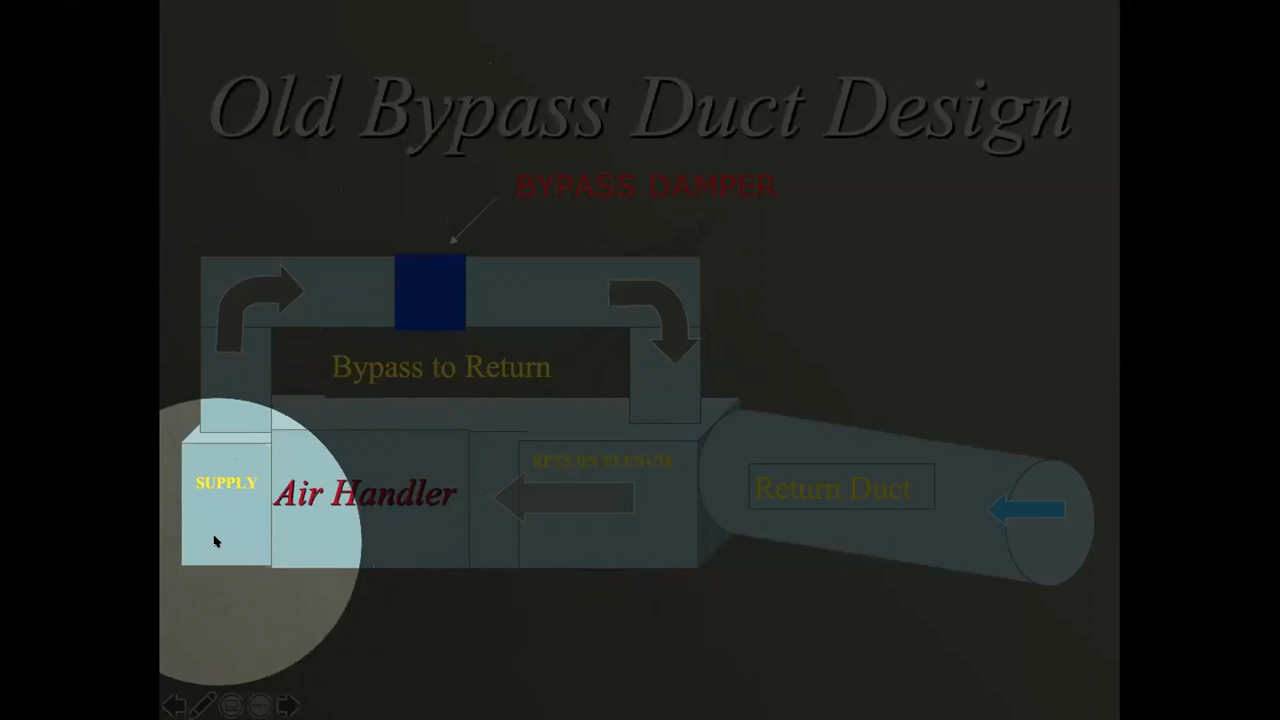 Old Bypass Duct Design
BYPASS DAMPER
Bypass to Return
RETURN PLENUM
SUPPLY
Air Handler
Return Duct